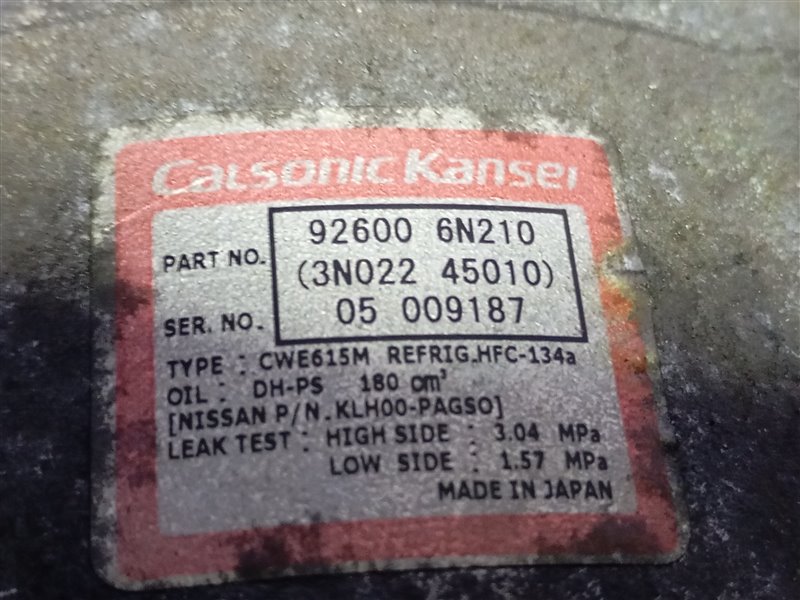 Calsonic Kansei
PART NO. 92600 6N210
(3N022 45010)
SER. NO. 05 009187
TYPE : CWE615M REFRIG.HFC-134a
OIL : DH-PS 180 cm³
[NISSAN P/N.KLH00-PAGSO]
LEAK TEST : HIGH SIDE : 3.04 MPa
LOW SIDE : 1.57 MPa
MADE IN JAPAN